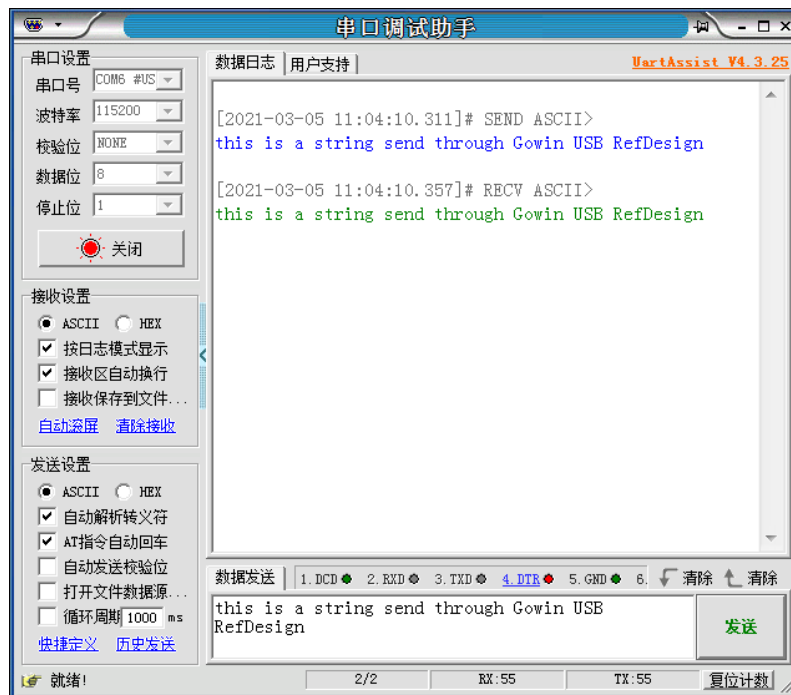 串口调试助手
串口设置
串口号 COM6 #US
波特率 115200
校验位 NONE
数据位 8
停止位 1
关闭
接收设置
ASCII HEX
按日志模式显示
接收区自动换行
接收保存到文件...
自动滚屏 清除接收
发送设置
ASCII HEX
自动解析转义符
AT指令自动回车
自动发送校验位
打开文件数据源...
循环周期 1000 ms
快捷定义 历史发送
数据日志 用户支持 UartAssist V4.3.25
[2021-03-05 11:04:10.311]# SEND ASCII>
this is a string send through Gowin USB RefDesign
[2021-03-05 11:04:10.357]# RECV ASCII>
this is a string send through Gowin USB RefDesign
数据发送 1.DCD 2.RXD 3.TXD 4.DTR 5.GND 6. 清除 清除
this is a string send through Gowin USB
RefDesign
发送
就绪! 2/2 RX:55 TX:55 复位计数